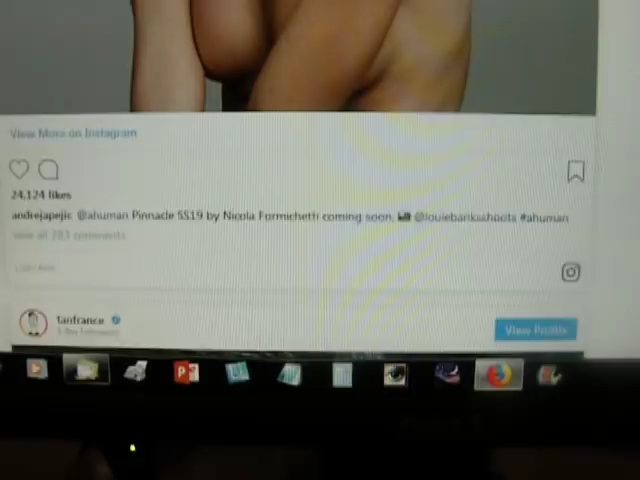 View More on Instagram
24,124 likes
andrejapejic @ahuman Pinnacle SS19 by Nicola Formichetti coming soon. @louiebanksshoots #ahuman
view all 283 comments
tanfrance
View Profile